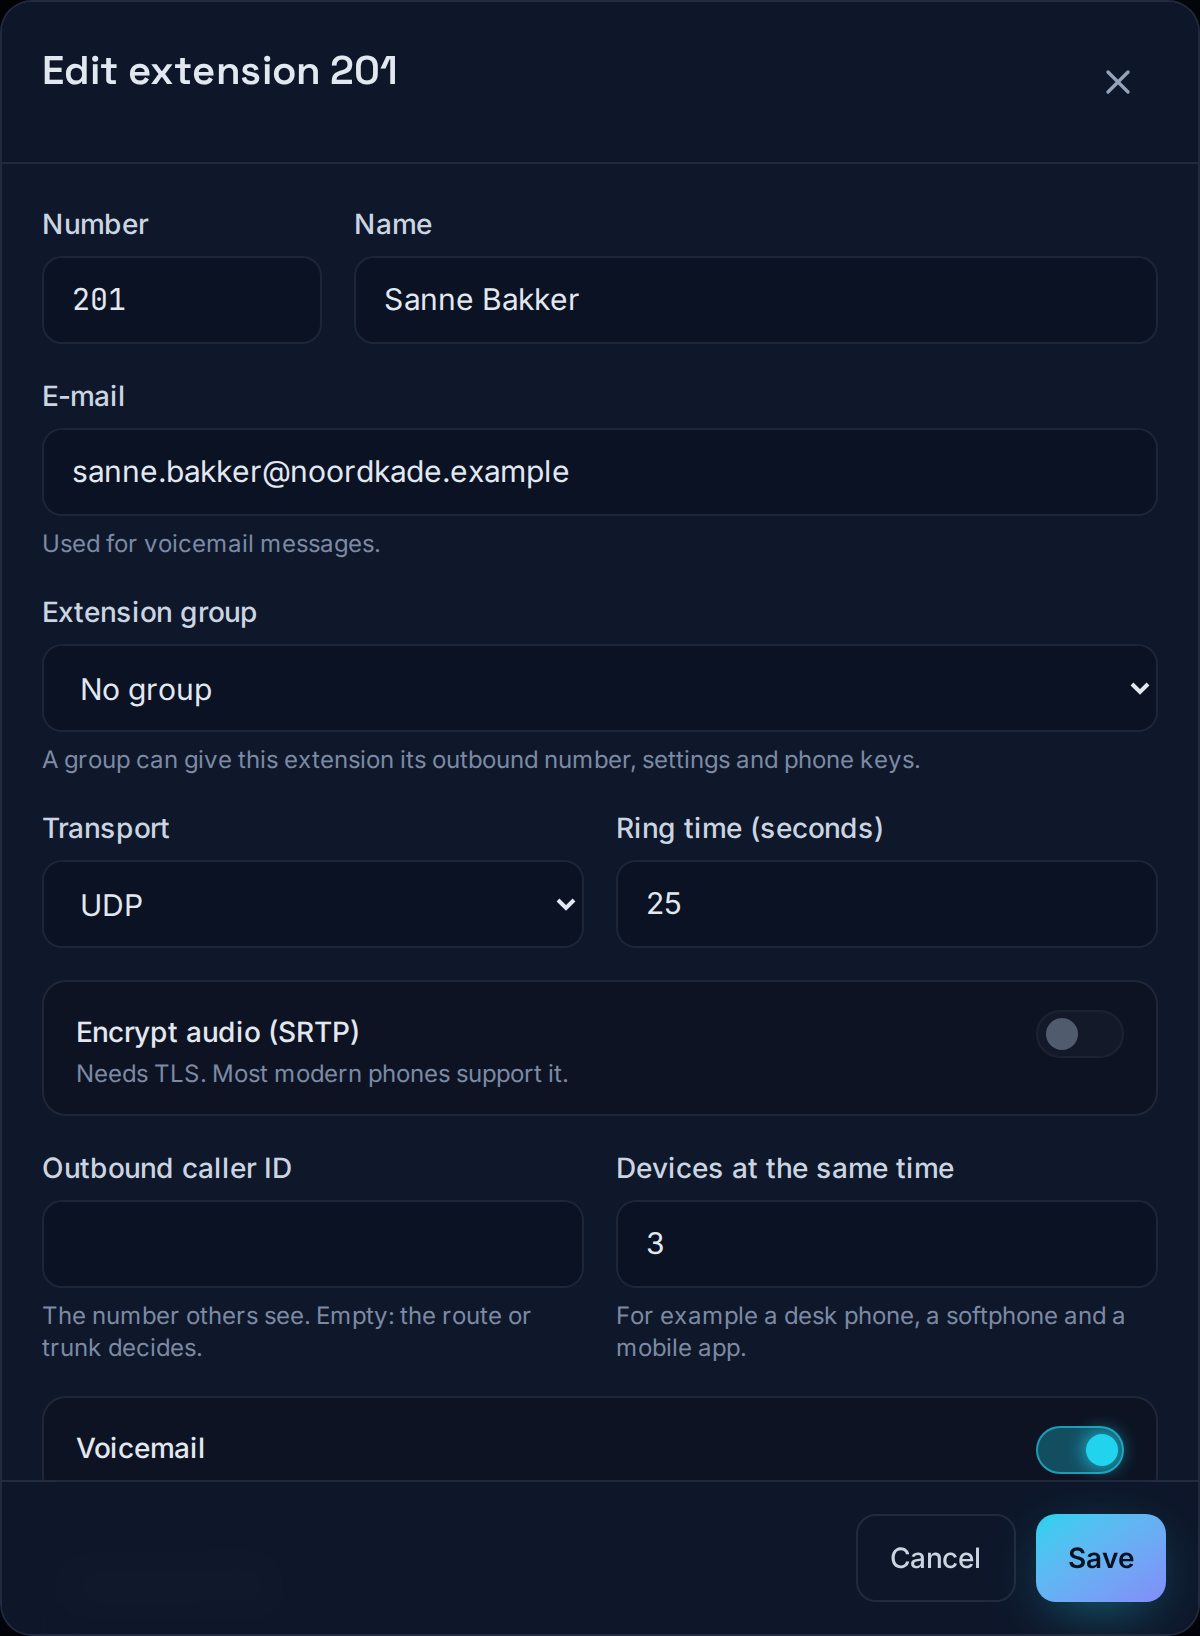 Edit extension 201
Number
Name
201
Sanne Bakker
E-mail
sanne.bakker@noordkade.example
Used for voicemail messages.
Extension group
No group
A group can give this extension its outbound number, settings and phone keys.
Transport
Ring time (seconds)
UDP
25
Encrypt audio (SRTP)
Needs TLS. Most modern phones support it.
Outbound caller ID
Devices at the same time
3
The number others see. Empty: the route or
trunk decides.
For example a desk phone, a softphone and a
mobile app.
Voicemail
Cancel
Save